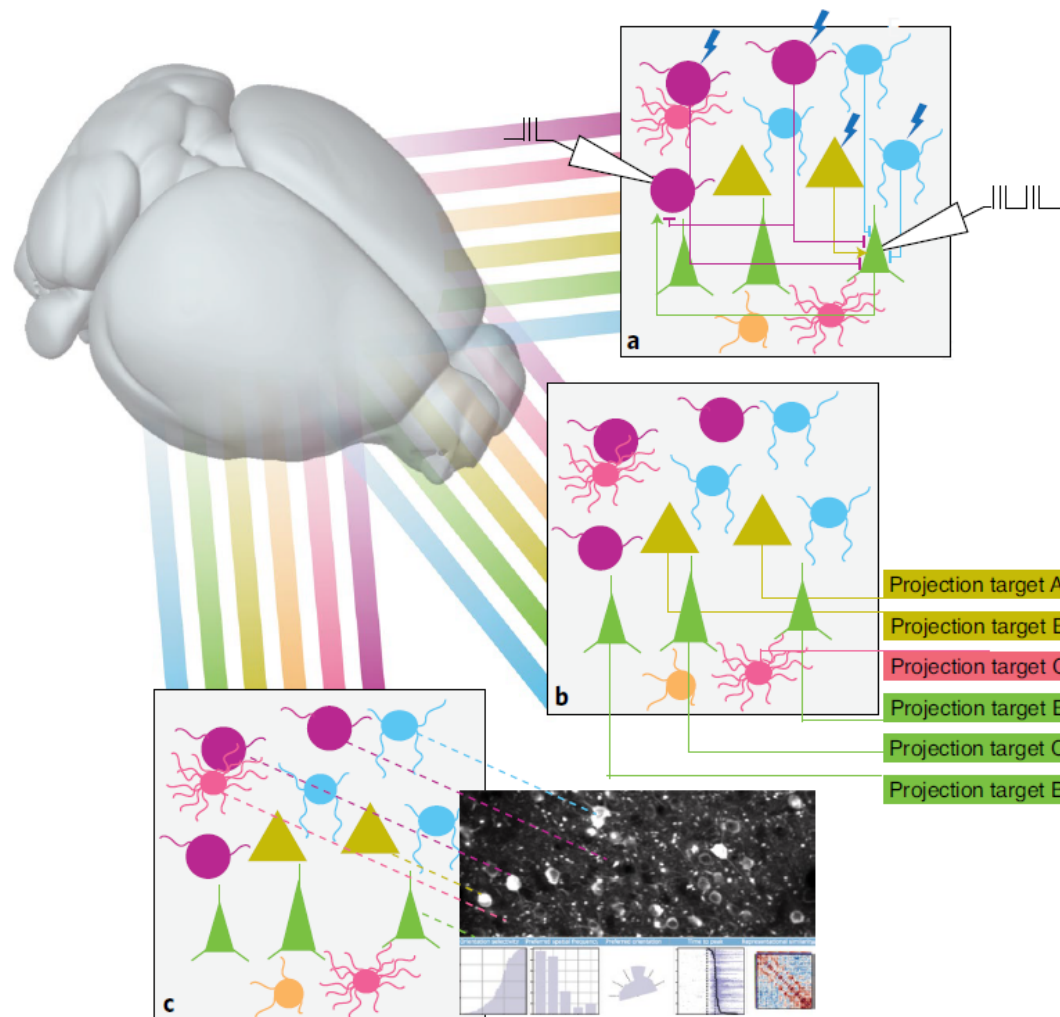 a
b
Projection target A
Projection target B
Projection target C
Projection target B
Projection target C
Projection target B
c
Orientation selectivity
Preferred spatial frequency
Preferred orientation
Time to peak
Representational similarity